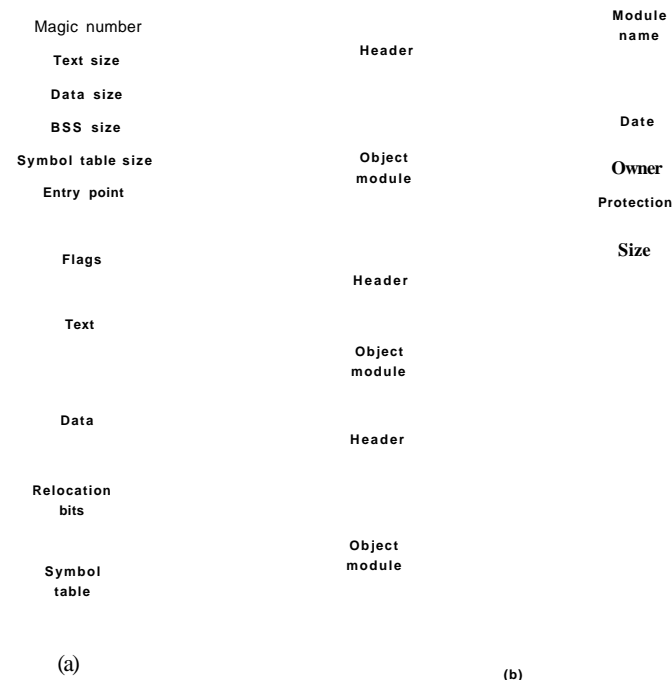 Magic number
Text size
Data size
BSS size
Symbol table size
Entry point
Flags
Text
Data
Relocation
bits
Symbol
table
(a)
Header
Object
module
Header
Object
module
Header
Object
module
Module
name
Date
Owner
Protection
Size
(b)